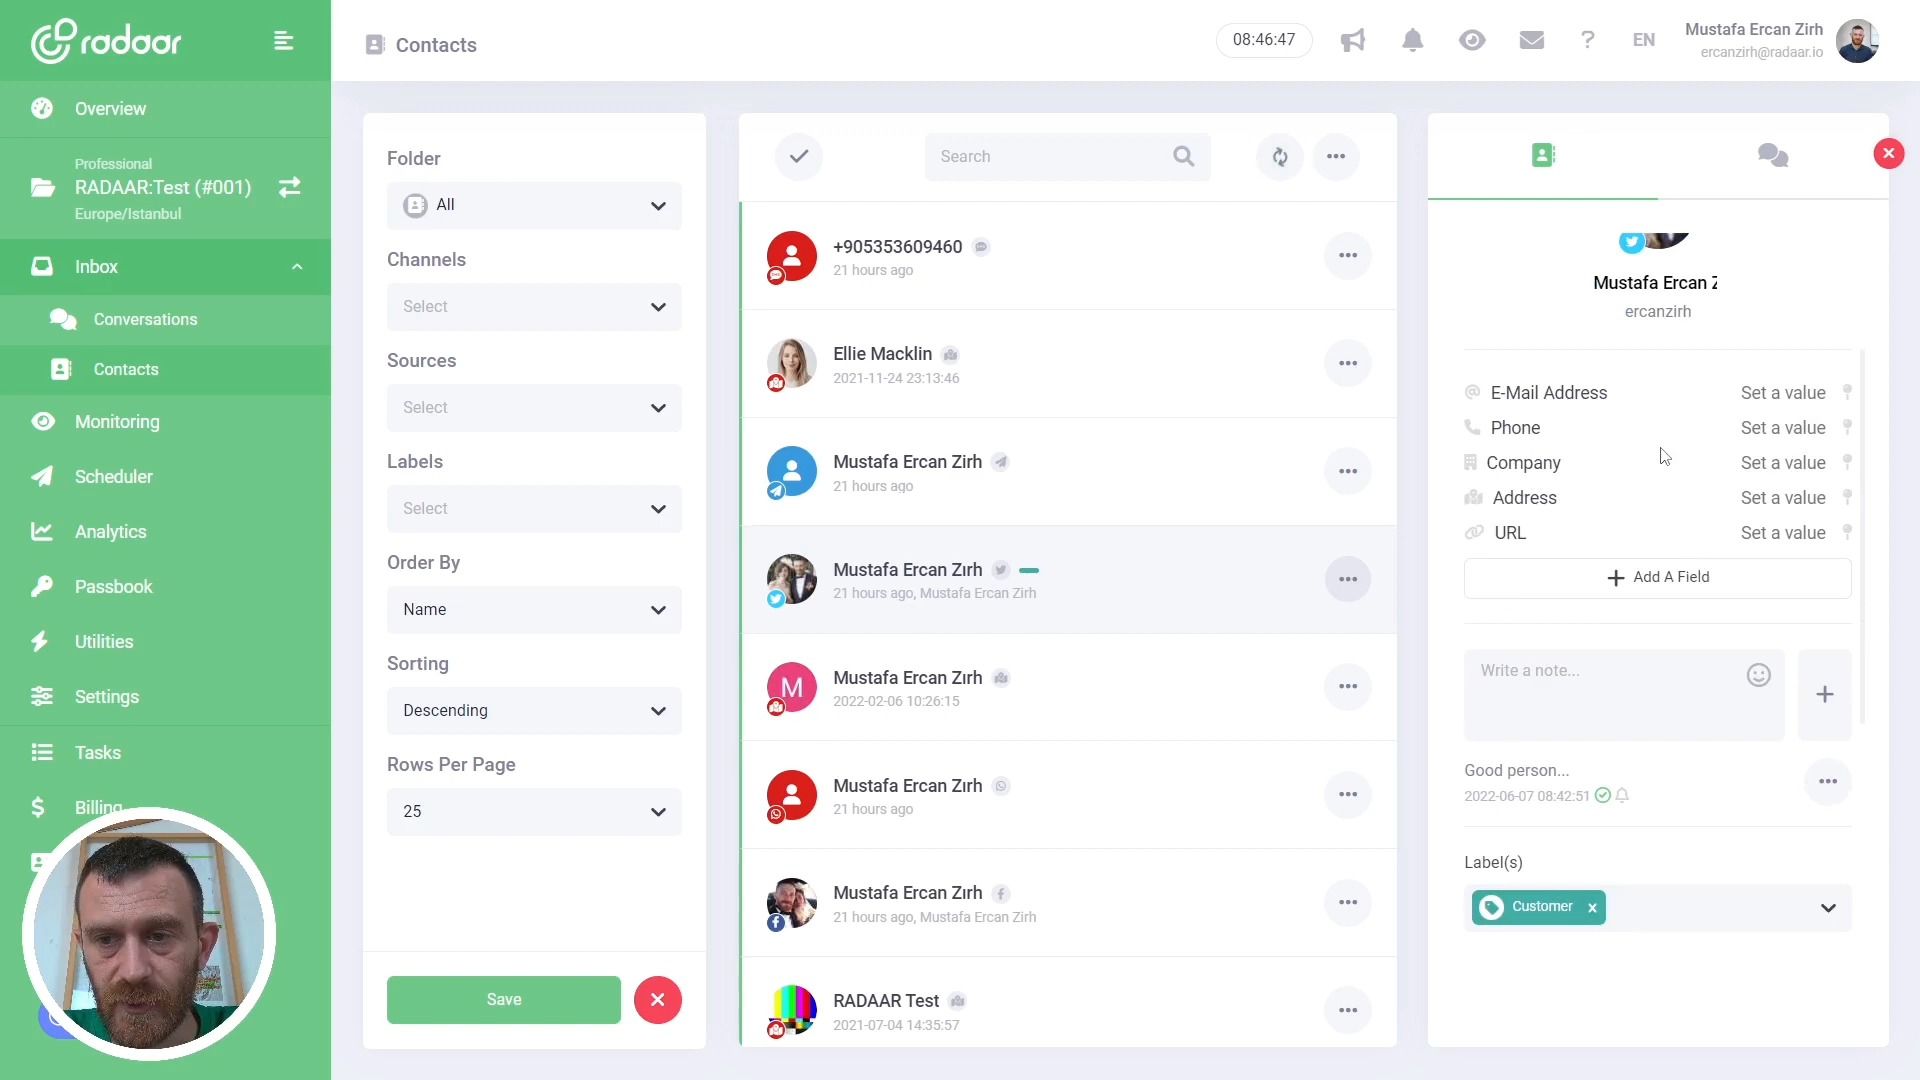 radaar
Contacts
08:46:47
EN
Mustafa Ercan Zirh
ercanzirh@radaar.io
Overview
Professional
RADAAR:Test (#001)
Europe/Istanbul
Inbox
Conversations
Contacts
Monitoring
Scheduler
Analytics
Passbook
Utilities
Settings
Tasks
Billing
Folder
All
Channels
Select
Sources
Select
Labels
Select
Order By
Name
Sorting
Descending
Rows Per Page
25
Save
Search
+905353609460
21 hours ago
Ellie Macklin
2021-11-24 23:13:46
Mustafa Ercan Zirh
21 hours ago
Mustafa Ercan Zırh
21 hours ago, Mustafa Ercan Zirh
M
Mustafa Ercan Zırh
2022-02-06 10:26:15
Mustafa Ercan Zırh
21 hours ago
Mustafa Ercan Zırh
21 hours ago, Mustafa Ercan Zirh
RADAAR Test
2021-07-04 14:35:57
Mustafa Ercan Z
ercanzirh
E-Mail Address Set a value
Phone Set a value
Company Set a value
Address Set a value
URL Set a value
Add A Field
Write a note...
Good person...
2022-06-07 08:42:51
Label(s)
Customer